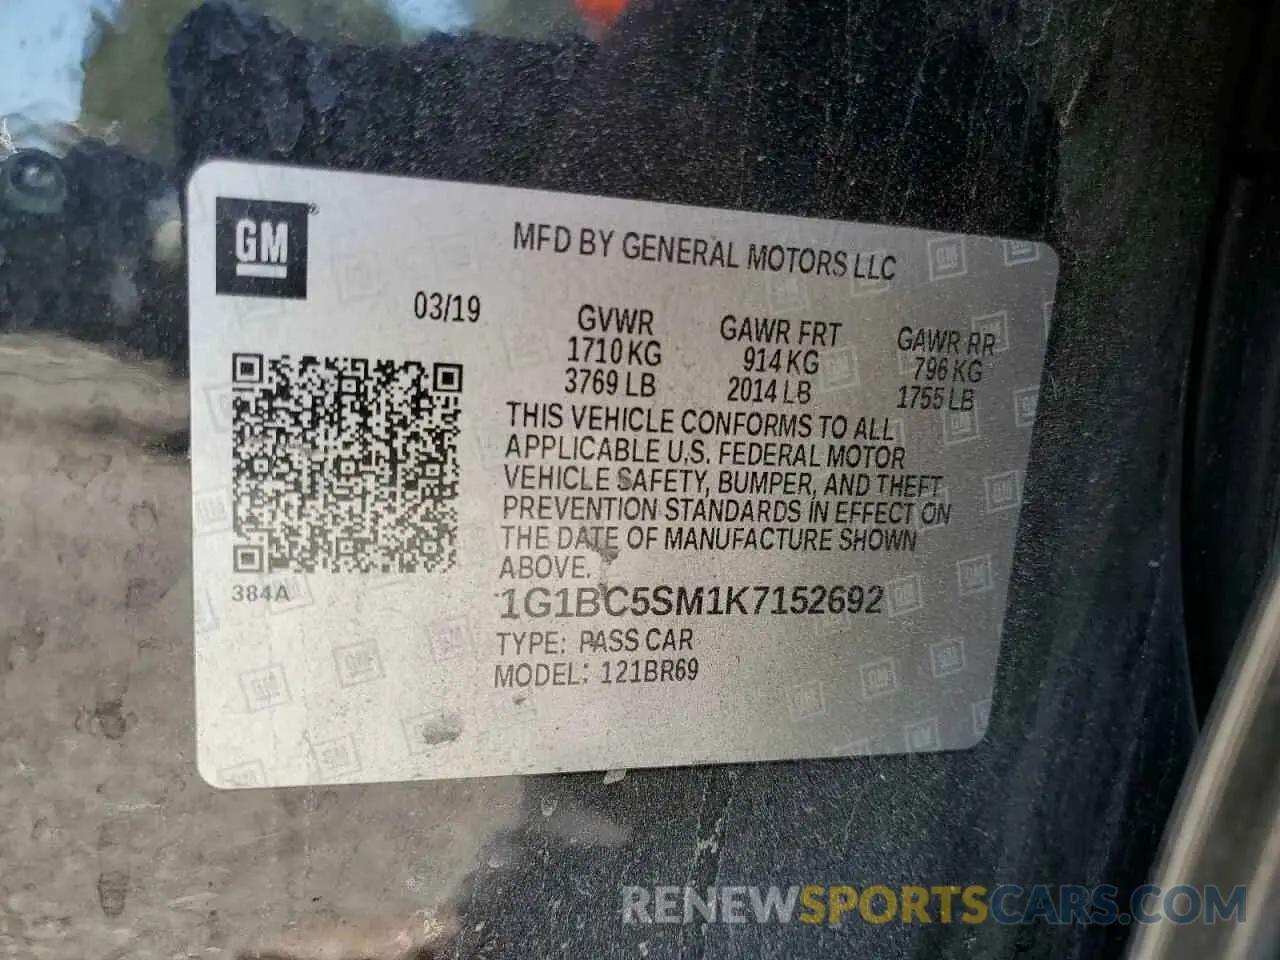 GM
MFD BY GENERAL MOTORS LLC
03/19
GVWR GAWR FRT GAWR RR
1710 KG 914 KG 796 KG
3769 LB 2014 LB 1755 LB
THIS VEHICLE CONFORMS TO ALL
APPLICABLE U.S. FEDERAL MOTOR
VEHICLE SAFETY, BUMPER, AND THEFT
PREVENTION STANDARDS IN EFFECT ON
THE DATE OF MANUFACTURE SHOWN
ABOVE.
384A
1G1BC5SM1K7152692
TYPE: PASS CAR
MODEL: 121BR69
RENEWSPORTSCARS.COM